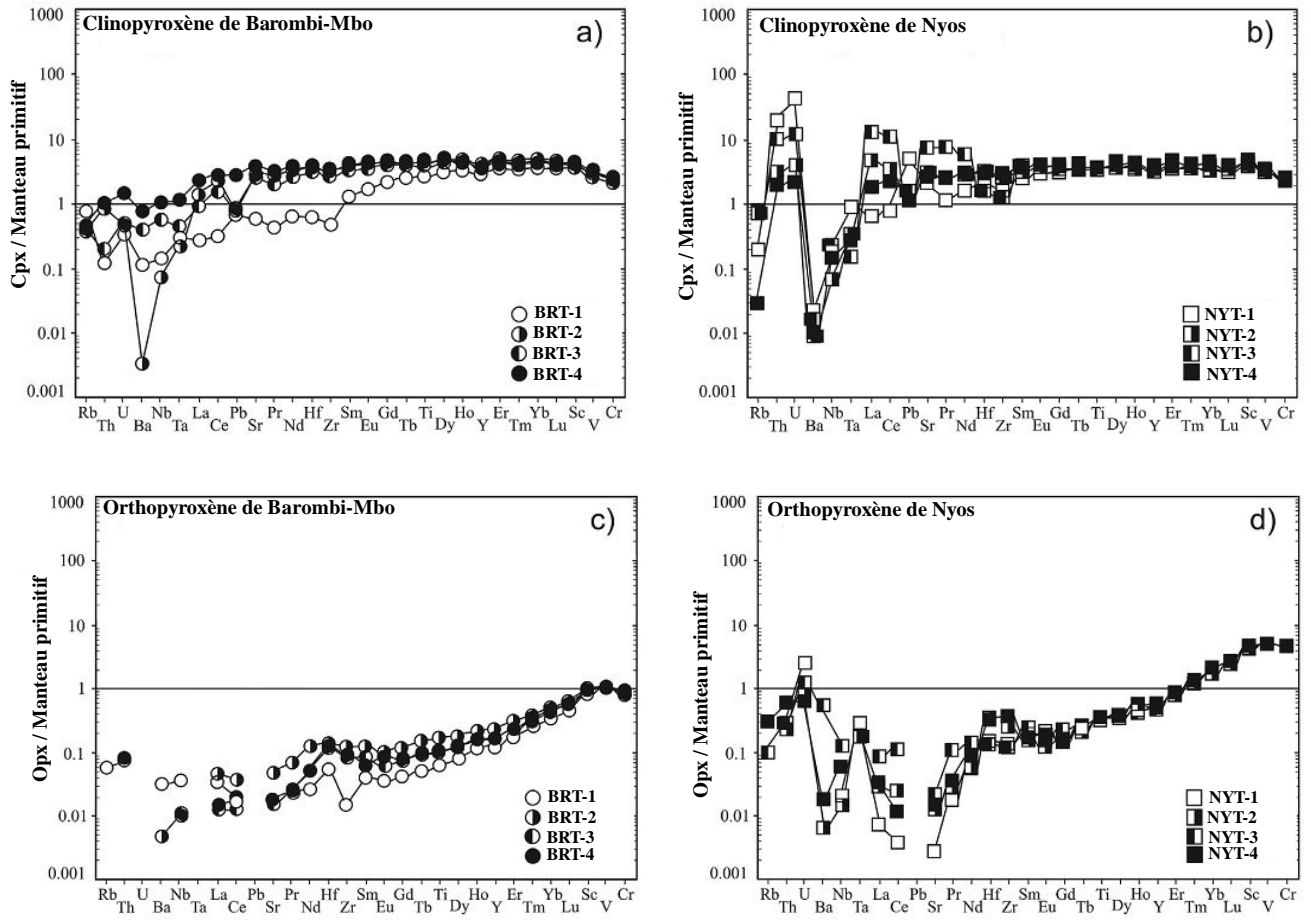 Clinopyroxène de Barombi-Mbo
a)
Cpx / Manteau primitif
1000
100
10
1
0.1
0.01
0.001
BRT-1
BRT-2
BRT-3
BRT-4
Rb U Nb La Pb Pr Hf Sm Gd Ti Ho Er Yb Sc Cr
Th Ba Ta Ce Sr Nd Zr Eu Tb Dy Y Tm Lu V
Clinopyroxène de Nyos
b)
Cpx / Manteau primitif
1000
100
10
1
0.1
0.01
0.001
NYT-1
NYT-2
NYT-3
NYT-4
Rb U Nb La Pb Pr Hf Sm Gd Ti Ho Er Yb Sc Cr
Th Ba Ta Ce Sr Nd Zr Eu Tb Dy Y Tm Lu V
Orthopyroxène de Barombi-Mbo
c)
Opx / Manteau primitif
1000
100
10
1
0.1
0.01
0.001
BRT-1
BRT-2
BRT-3
BRT-4
Rb U Nb La Pb Pr Hf Sm Gd Ti Ho Er Yb Sc Cr
Th Ba Ta Ce Sr Nd Zr Eu Tb Dy Y Tm Lu V
Orthopyroxène de Nyos
d)
Opx / Manteau primitif
1000
100
10
1
0.1
0.01
0.001
NYT-1
NYT-2
NYT-3
NYT-4
Rb U Nb La Pb Pr Hf Sm Gd Ti Ho Er Yb Sc Cr
Th Ba Ta Ce Sr Nd Zr Eu Tb Dy Y Tm Lu V